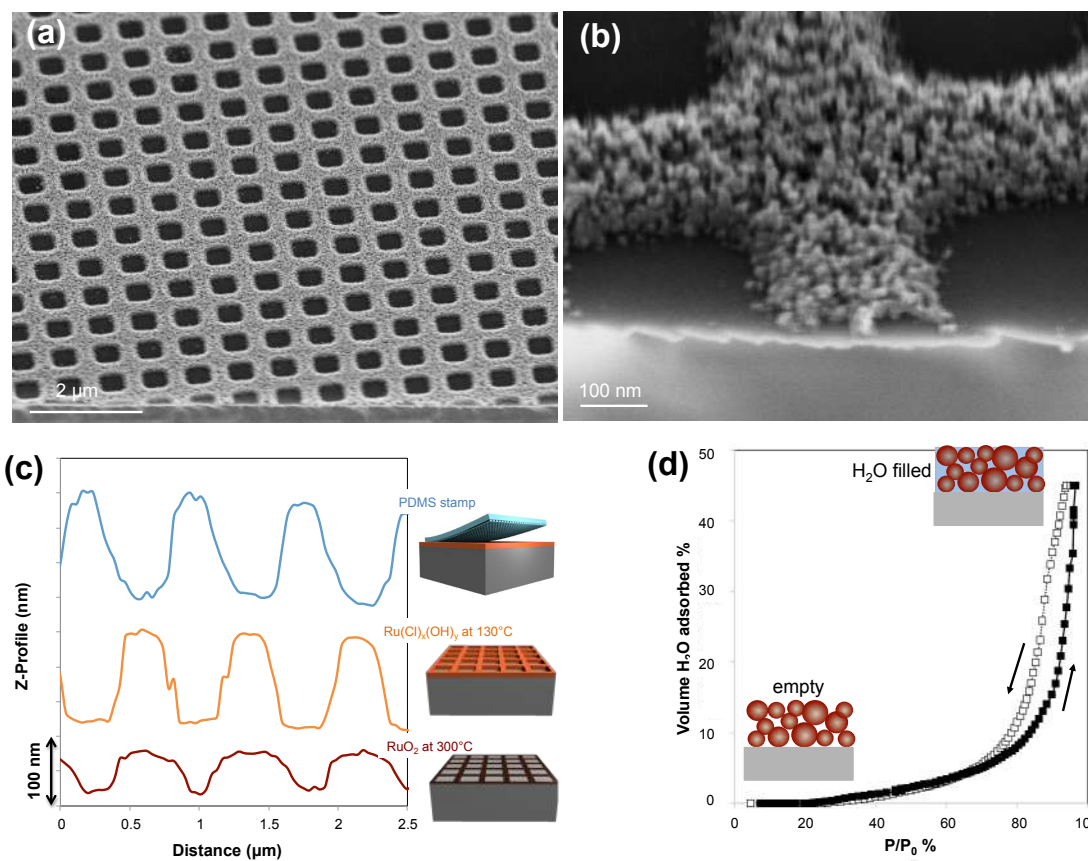 (a)
2 µm
(b)
100 nm
(c)
Z-Profile (nm)
100 nm
PDMS stamp
Ru(Cl)ₓ(OH)ᵧ at 130°C
RuO₂ at 300°C
0 0.5 1 1.5 2 2.5
Distance (µm)
(d)
Volume H₂O adsorbed %
50
40
30
20
10
0
H₂O filled
empty
0 20 40 60 80 100
P/P₀ %